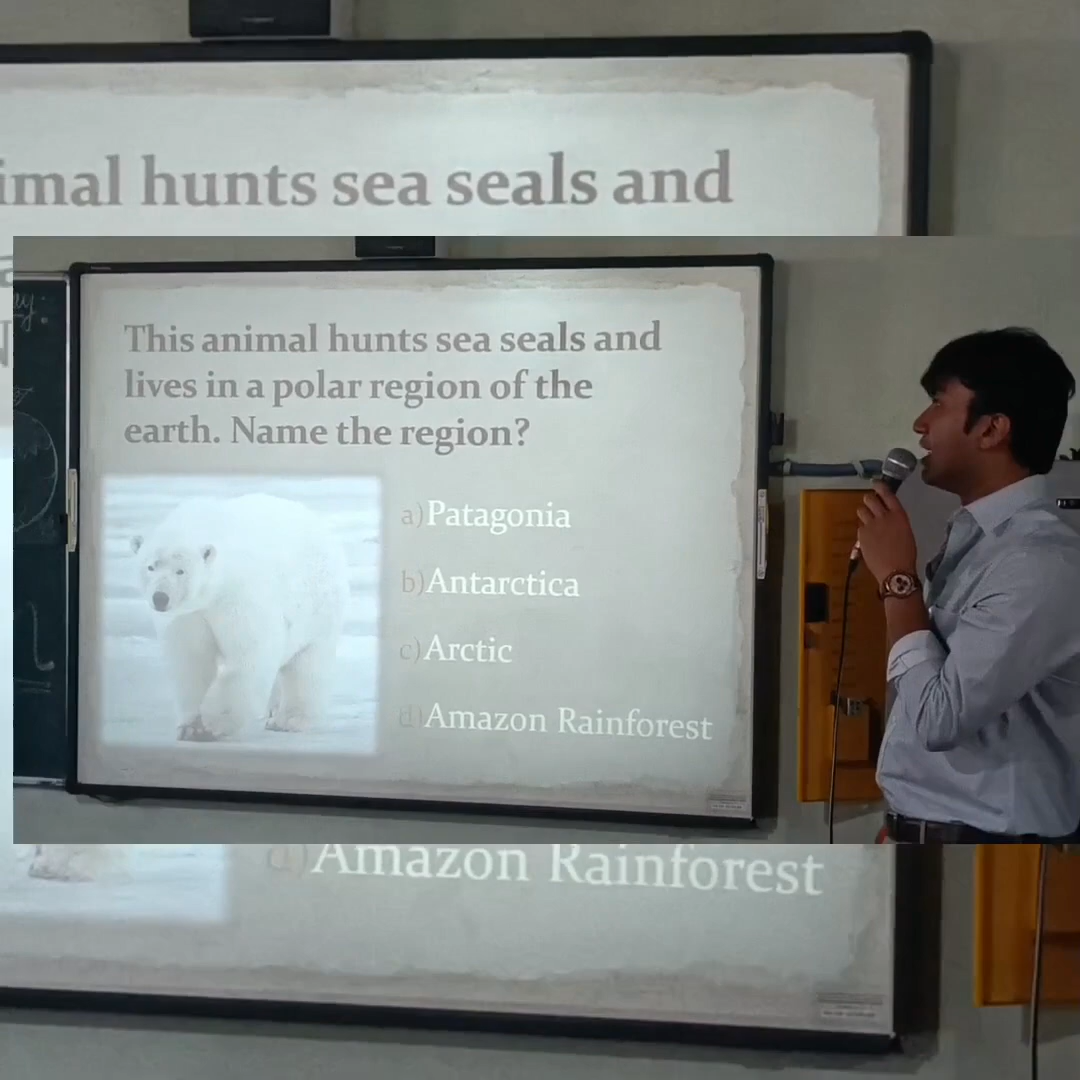 imal hunts sea seals and
This animal hunts sea seals and
lives in a polar region of the
earth. Name the region?
a)Patagonia
b)Antarctica
c)Arctic
d)Amazon Rainforest
d)Amazon Rainforest